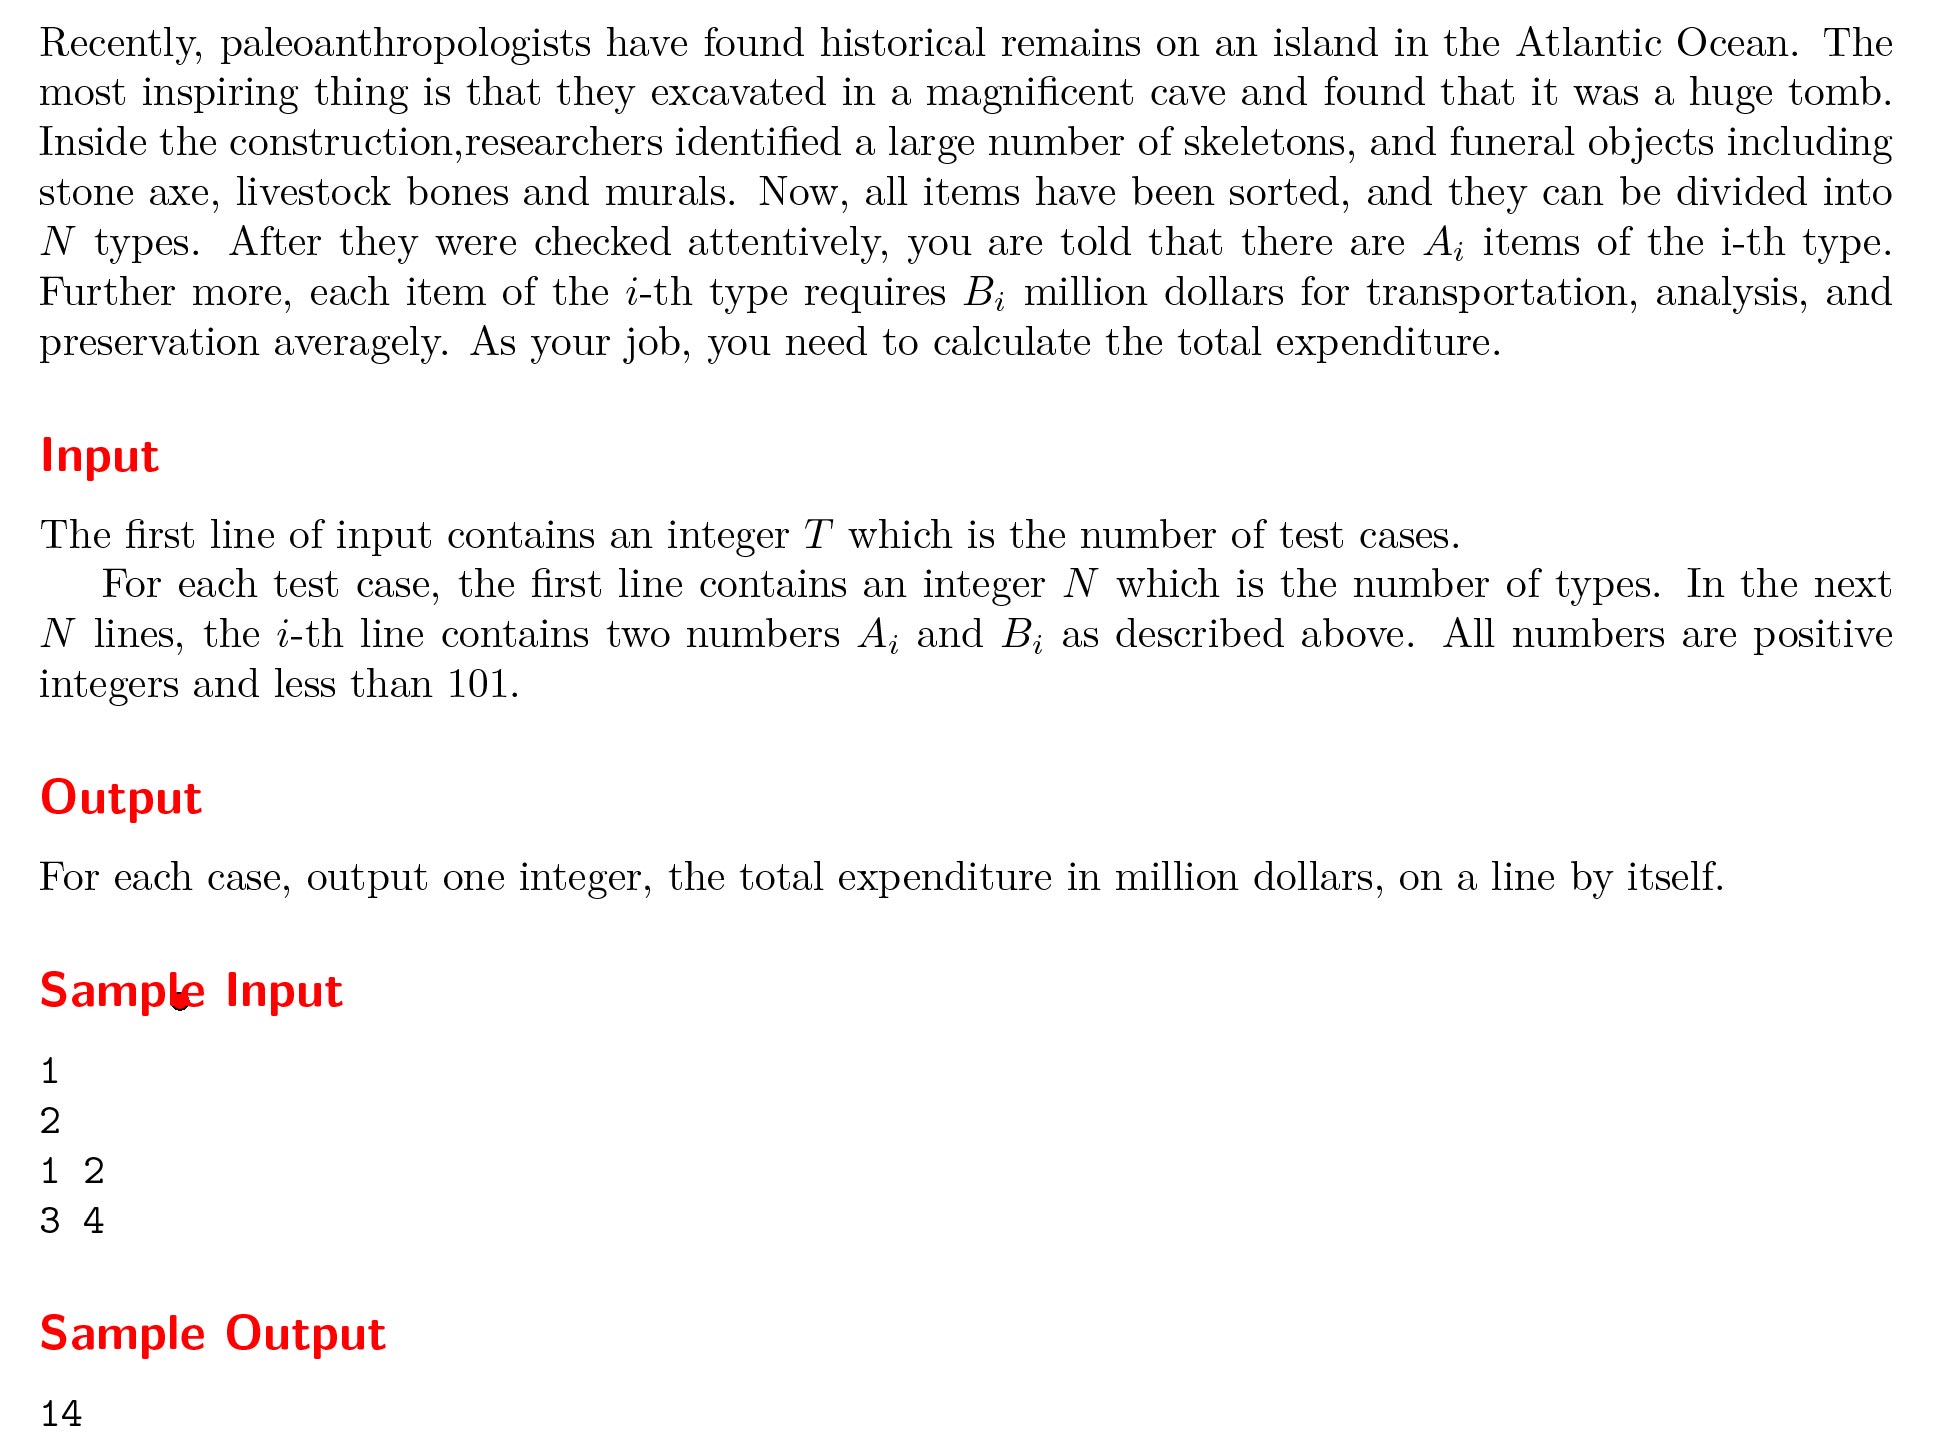 Recently, paleoanthropologists have found historical remains on an island in the Atlantic Ocean. The
most inspiring thing is that they excavated in a magnificent cave and found that it was a huge tomb.
Inside the construction,researchers identified a large number of skeletons, and funeral objects including
stone axe, livestock bones and murals. Now, all items have been sorted, and they can be divided into
N types. After they were checked attentively, you are told that there are A_i items of the i-th type.
Further more, each item of the i-th type requires B_i million dollars for transportation, analysis, and
preservation averagely. As your job, you need to calculate the total expenditure.
Input
The first line of input contains an integer T which is the number of test cases.
For each test case, the first line contains an integer N which is the number of types. In the next
N lines, the i-th line contains two numbers A_i and B_i as described above. All numbers are positive
integers and less than 101.
Output
For each case, output one integer, the total expenditure in million dollars, on a line by itself.
Sample Input
1
2
1 2
3 4
Sample Output
14